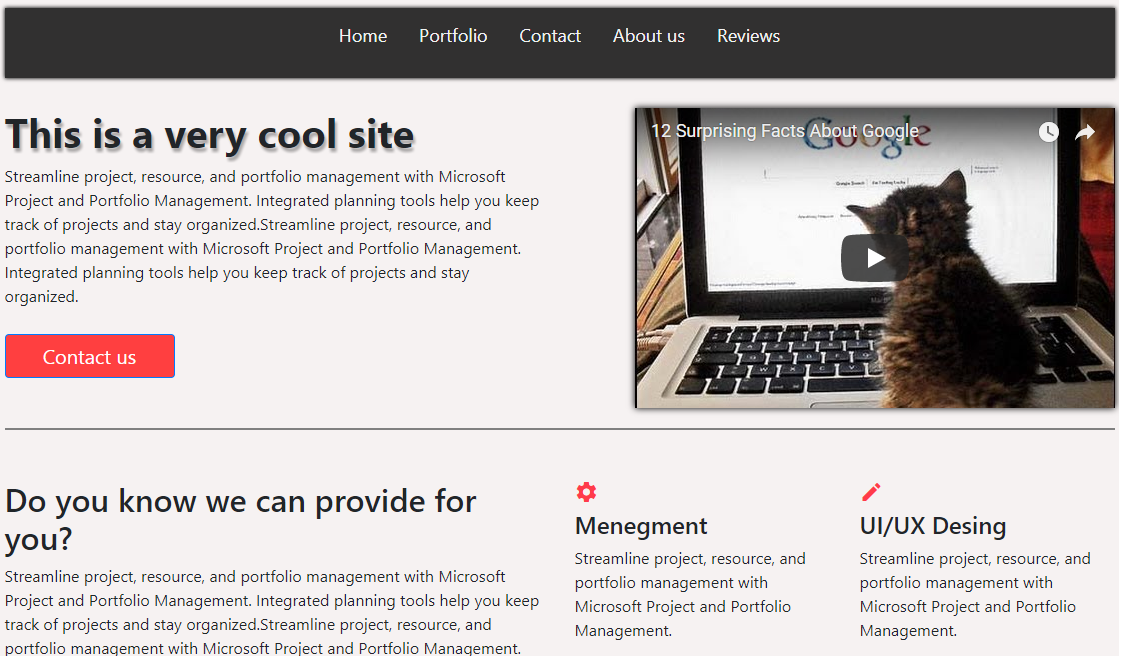 Home Portfolio Contact About us Reviews
This is a very cool site
Streamline project, resource, and portfolio management with Microsoft
Project and Portfolio Management. Integrated planning tools help you keep
track of projects and stay organized.Streamline project, resource, and
portfolio management with Microsoft Project and Portfolio Management.
Integrated planning tools help you keep track of projects and stay
organized.
Contact us
12 Surprising Facts About Google
Google
Do you know we can provide for
you?
Streamline project, resource, and portfolio management with Microsoft
Project and Portfolio Management. Integrated planning tools help you keep
track of projects and stay organized.Streamline project, resource, and
portfolio management with Microsoft Project and Portfolio Management.
Menegment
Streamline project, resource, and
portfolio management with
Microsoft Project and Portfolio
Management.
UI/UX Desing
Streamline project, resource, and
portfolio management with
Microsoft Project and Portfolio
Management.